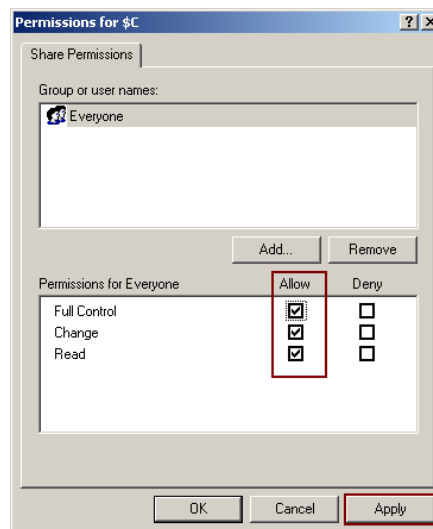 Permissions for $C
Share Permissions
Group or user names:
Everyone
Add... Remove
Permissions for Everyone Allow Deny
Full Control
Change
Read
OK Cancel Apply